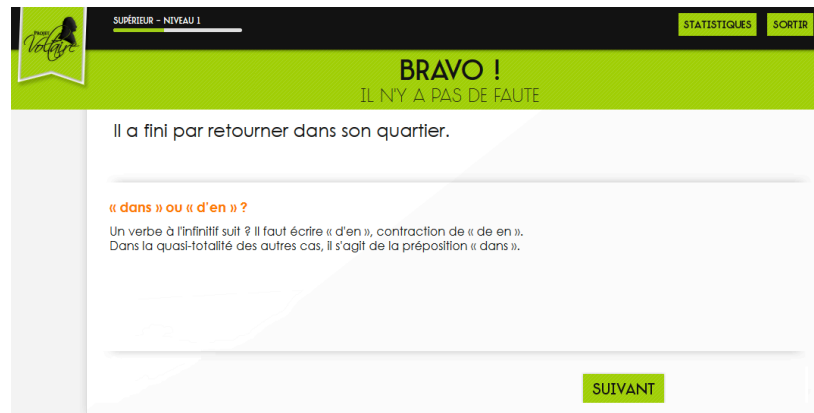 PROJET
Voltaire
SUPÉRIEUR – NIVEAU 1
STATISTIQUES
SORTIR
BRAVO !
IL N'Y A PAS DE FAUTE
Il a fini par retourner dans son quartier.
« dans » ou « d'en » ?
Un verbe à l'infinitif suit ? Il faut écrire « d'en », contraction de « de en ».
Dans la quasi-totalité des autres cas, il s'agit de la préposition « dans ».
SUIVANT